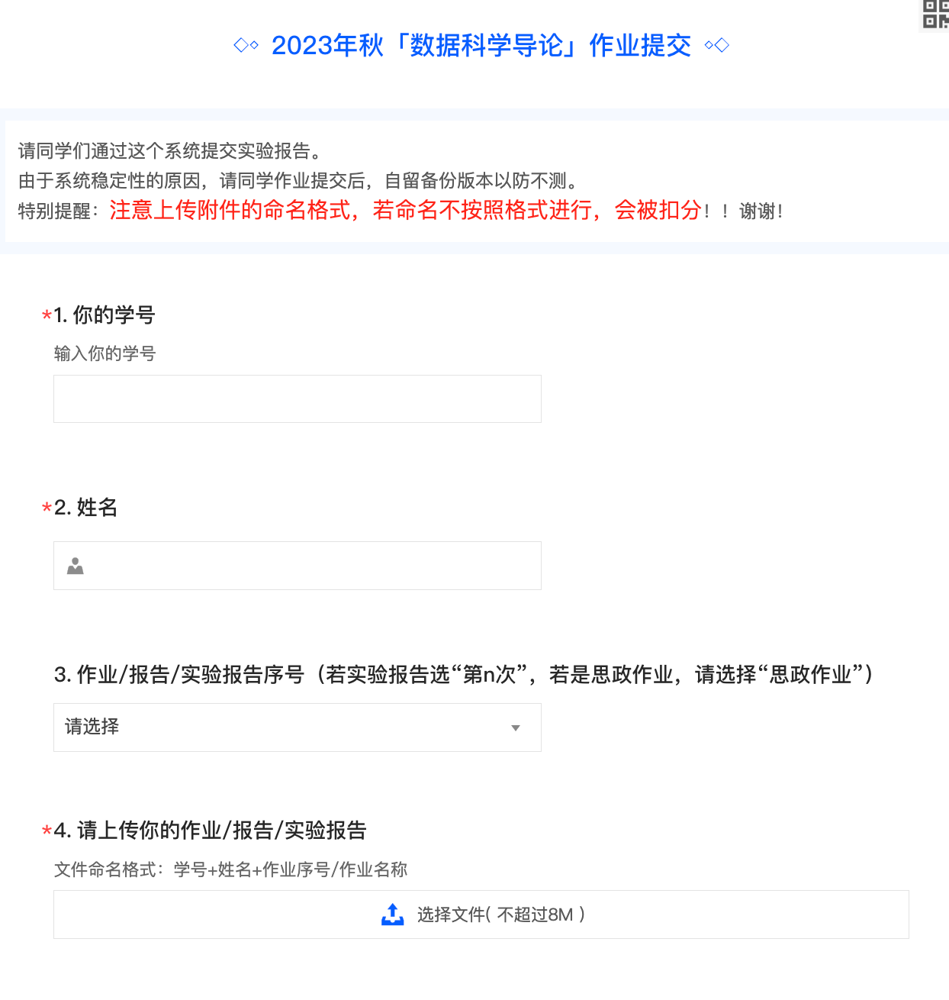 2023年秋「数据科学导论」作业提交
请同学们通过这个系统提交实验报告。
由于系统稳定性的原因，请同学作业提交后，自留备份版本以防不测。
特别提醒：注意上传附件的命名格式，若命名不按照格式进行，会被扣分！！谢谢！
*1. 你的学号
输入你的学号
*2. 姓名
3. 作业/报告/实验报告序号（若实验报告选“第n次”，若是思政作业，请选择“思政作业”）
请选择
*4. 请上传你的作业/报告/实验报告
文件命名格式：学号+姓名+作业序号/作业名称
选择文件( 不超过8M )